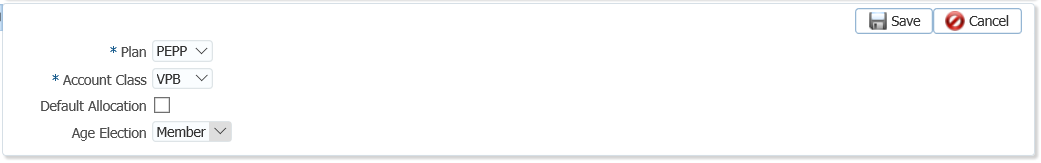 Save Cancel
* Plan PEPP
* Account Class VPB
Default Allocation
Age Election Member